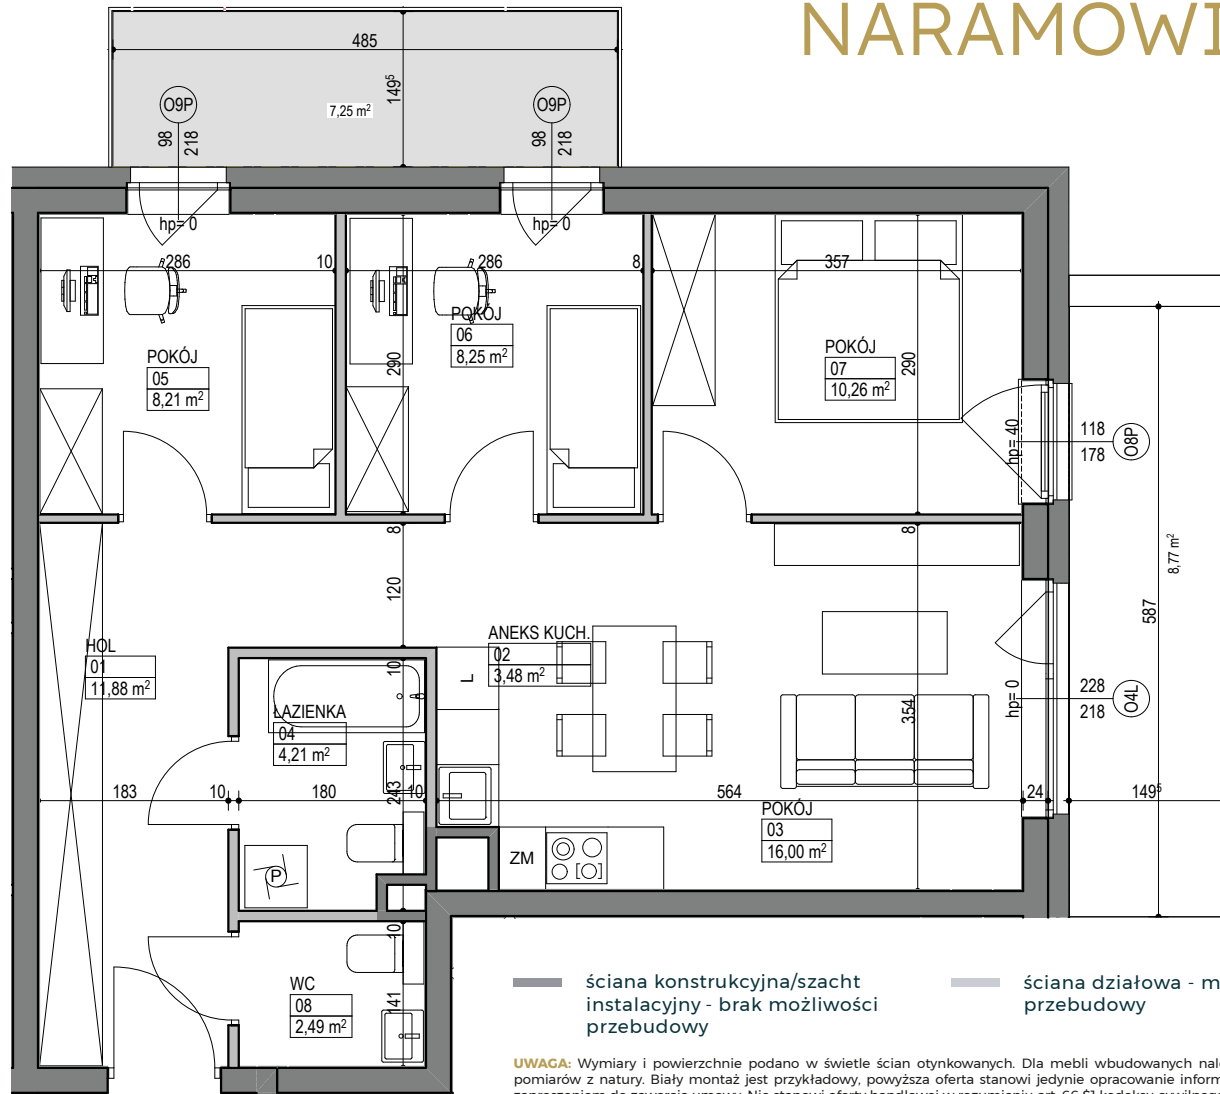 NARAMOWI
485
149⁵
7,25 m²
O9P
98
218
O9P
98
218
hp= 0
hp= 0
286
10
286
8
357
POKÓJ
05
8,21 m²
POKÓJ
06
8,25 m²
290
POKÓJ
07
10,26 m²
290
hp= 40
118
178
O8P
8,77 m²
587
8
8
120
HOL
01
11,88 m²
ANEKS KUCH.
02
3,48 m²
L
10
ŁAZIENKA
04
4,21 m²
354
hp= 0
228
218
O4L
183
10
180
243
10
564
24
149⁵
POKÓJ
03
16,00 m²
ZM
P
10
WC
08
2,49 m²
141
ściana konstrukcyjna/szacht
instalacyjny - brak możliwości
przebudowy
ściana działowa - m
przebudowy
UWAGA: Wymiary i powierzchnie podano w świetle ścian otynkowanych. Dla mebli wbudowanych nale
pomiarów z natury. Biały montaż jest przykładowy, powyższa oferta stanowi jedynie opracowanie inform